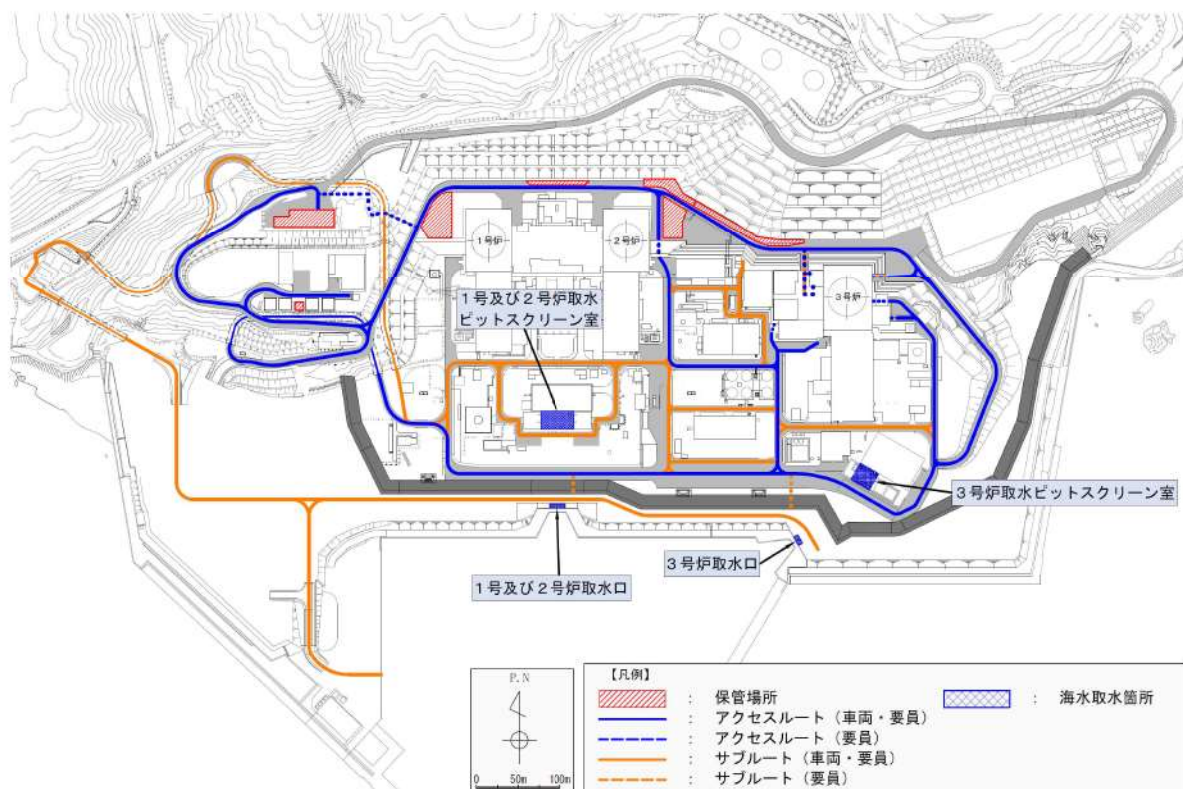 1号炉
2号炉
3号炉
1号及び2号炉取水
ピットスクリーン室
3号炉取水ピットスクリーン室
3号炉取水口
1号及び2号炉取水口
P.N
0 50m 100m
【凡例】
: 保管場所
: 海水取水箇所
: アクセスルート（車両・要員）
: アクセスルート（要員）
: サブルート（車両・要員）
: サブルート（要員）